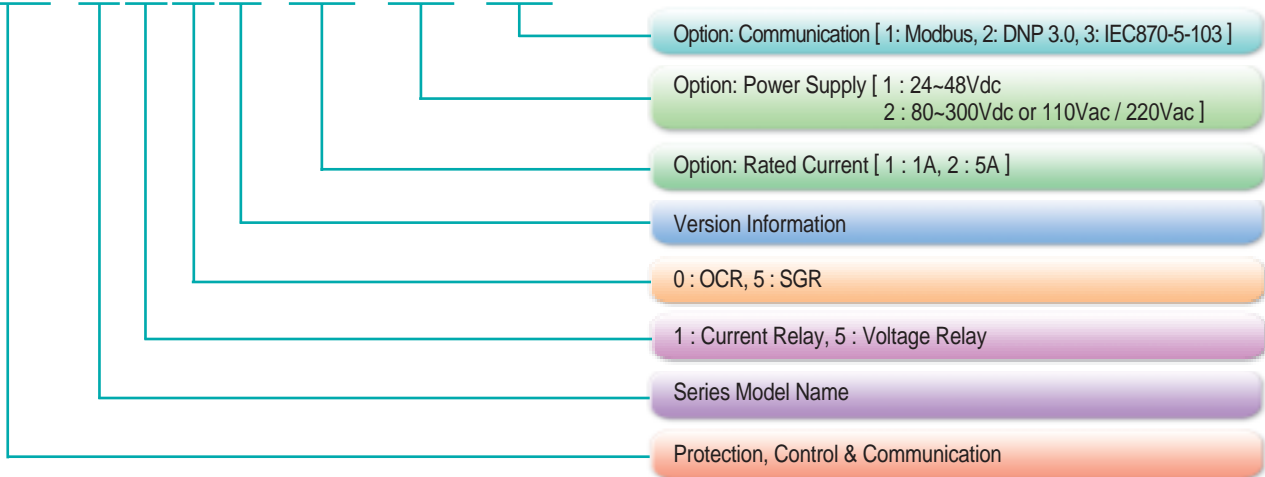 Option: Communication [ 1: Modbus, 2: DNP 3.0, 3: IEC870-5-103 ]
Option: Power Supply [ 1 : 24~48Vdc
2 : 80~300Vdc or 110Vac / 220Vac ]
Option: Rated Current [ 1 : 1A, 2 : 5A ]
Version Information
0 : OCR, 5 : SGR
1 : Current Relay, 5 : Voltage Relay
Series Model Name
Protection, Control & Communication